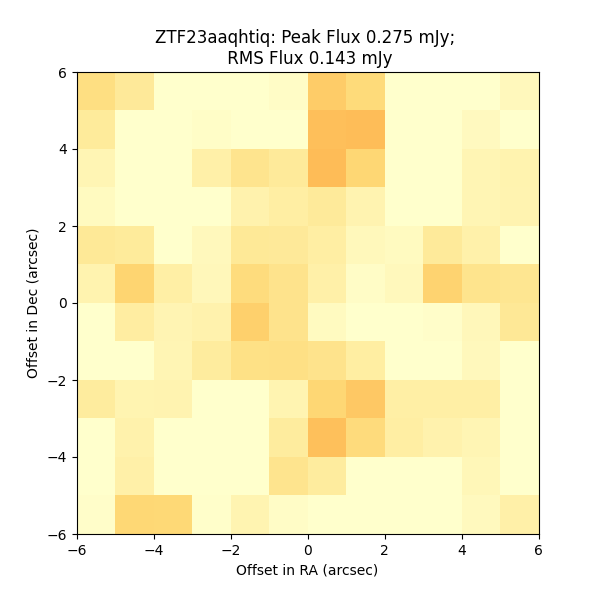 ZTF23aaqhtiq: Peak Flux 0.275 mJy;
RMS Flux 0.143 mJy
6
4
2
0
−2
−4
−6
Offset in Dec (arcsec)
−6 −4 −2 0 2 4 6
Offset in RA (arcsec)